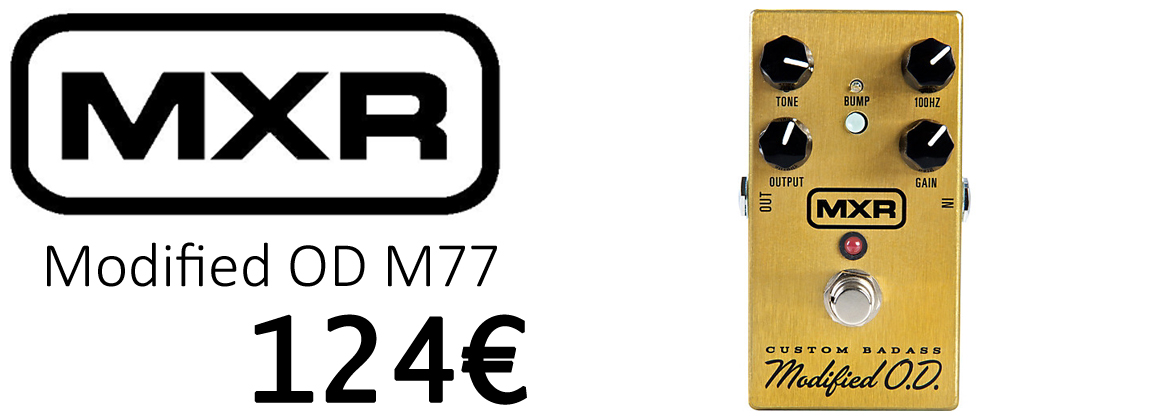 MXR
Modified OD M77
124€
TONE
BUMP
100HZ
OUTPUT
GAIN
OUT
IN
MXR
CUSTOM BADASS
Modified O.D.